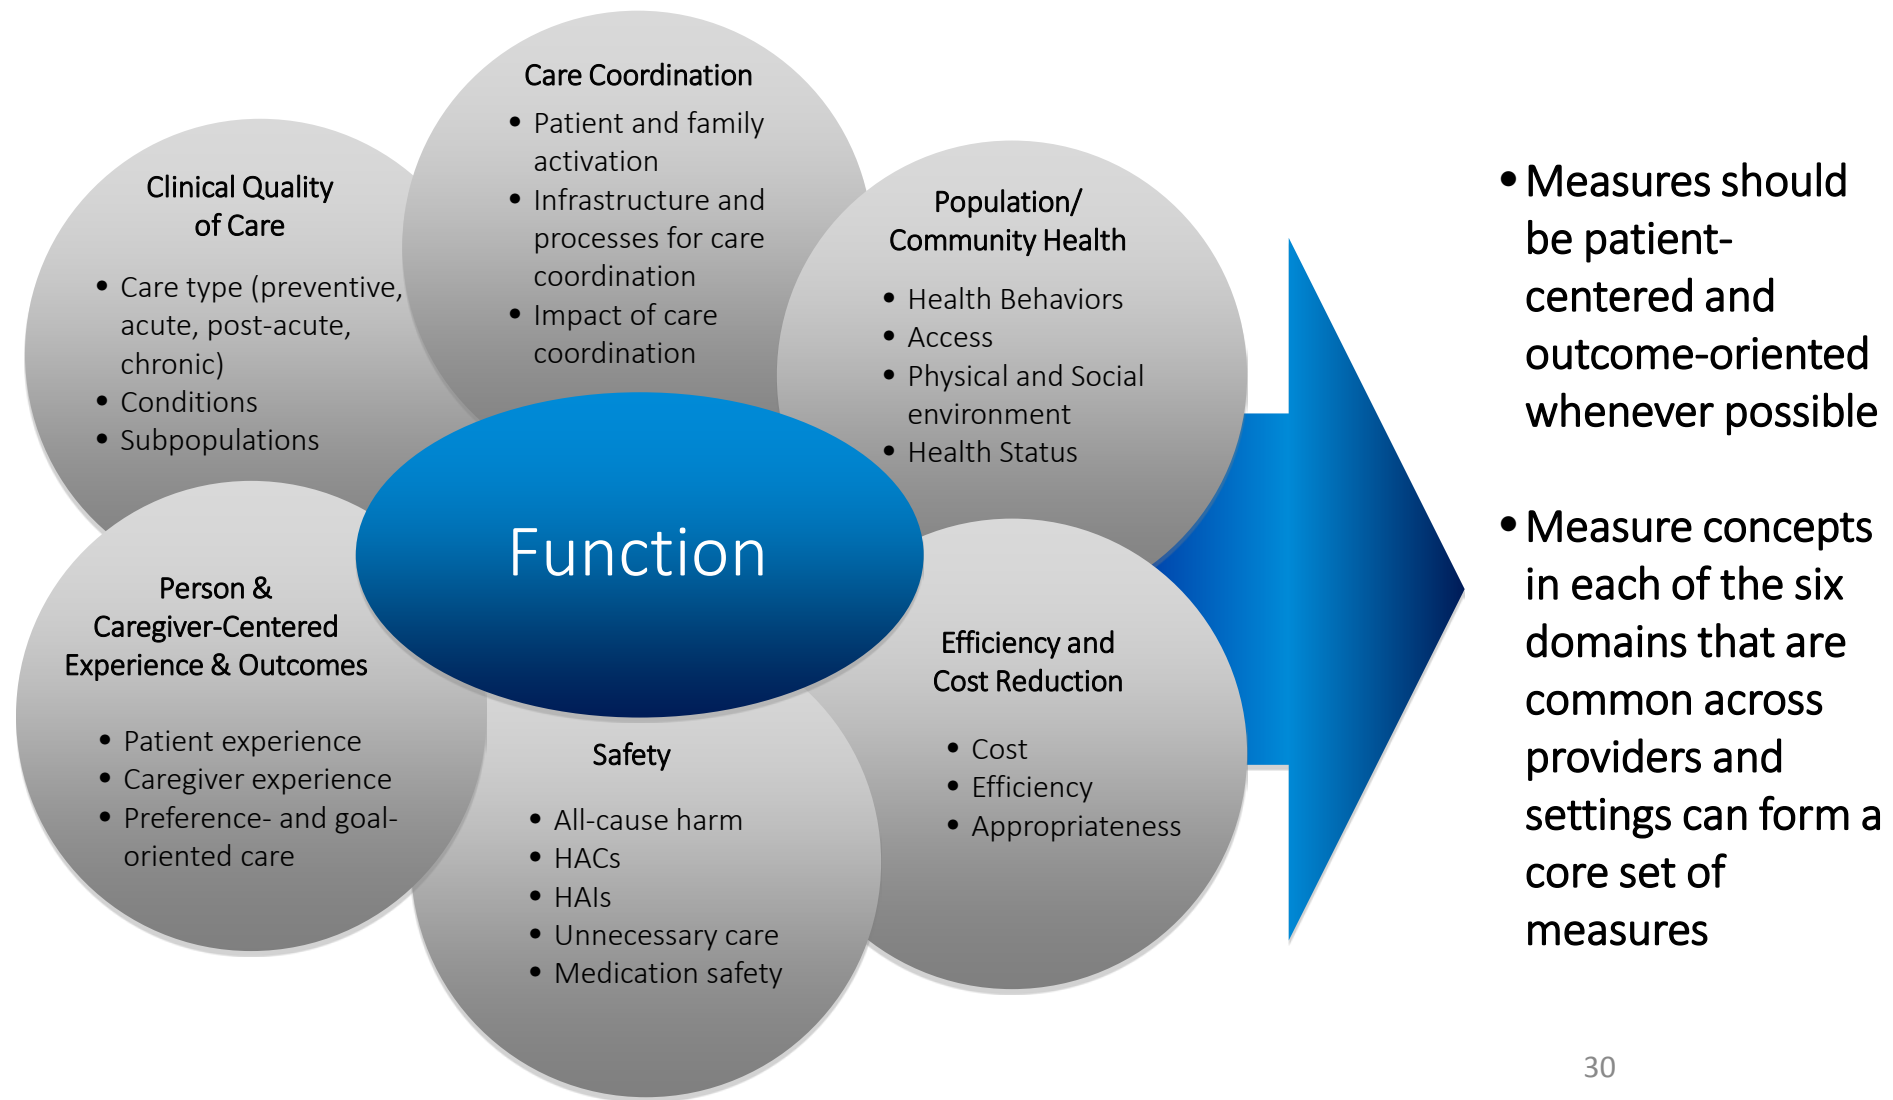 Care Coordination
• Patient and family
activation
• Infrastructure and
processes for care
coordination
• Impact of care
coordination
Clinical Quality
of Care
• Care type (preventive,
acute, post-acute,
chronic)
• Conditions
• Subpopulations
Population/
Community Health
• Health Behaviors
• Access
• Physical and Social
environment
• Health Status
Function
Person &
Caregiver-Centered
Experience & Outcomes
• Patient experience
• Caregiver experience
• Preference- and goal-
oriented care
Safety
• All-cause harm
• HACs
• HAIs
• Unnecessary care
• Medication safety
Efficiency and
Cost Reduction
• Cost
• Efficiency
• Appropriateness
• Measures should
be patient-
centered and
outcome-oriented
whenever possible
• Measure concepts
in each of the six
domains that are
common across
providers and
settings can form a
core set of
measures
30